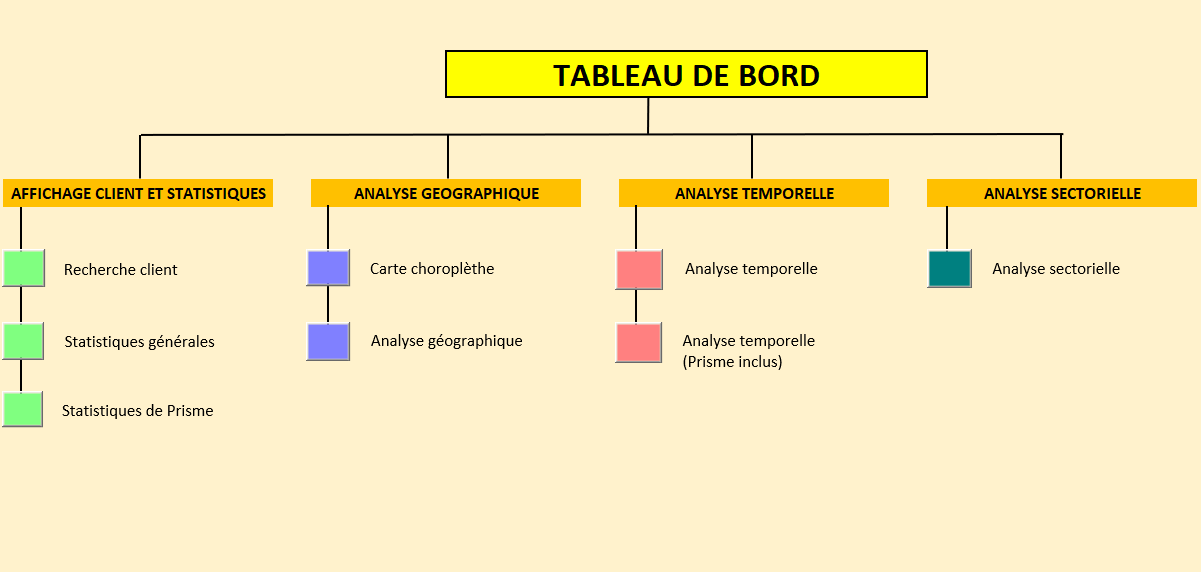 TABLEAU DE BORD
AFFICHAGE CLIENT ET STATISTIQUES
Recherche client
Statistiques générales
Statistiques de Prisme
ANALYSE GEOGRAPHIQUE
Carte choroplèthe
Analyse géographique
ANALYSE TEMPORELLE
Analyse temporelle
Analyse temporelle
(Prisme inclus)
ANALYSE SECTORIELLE
Analyse sectorielle